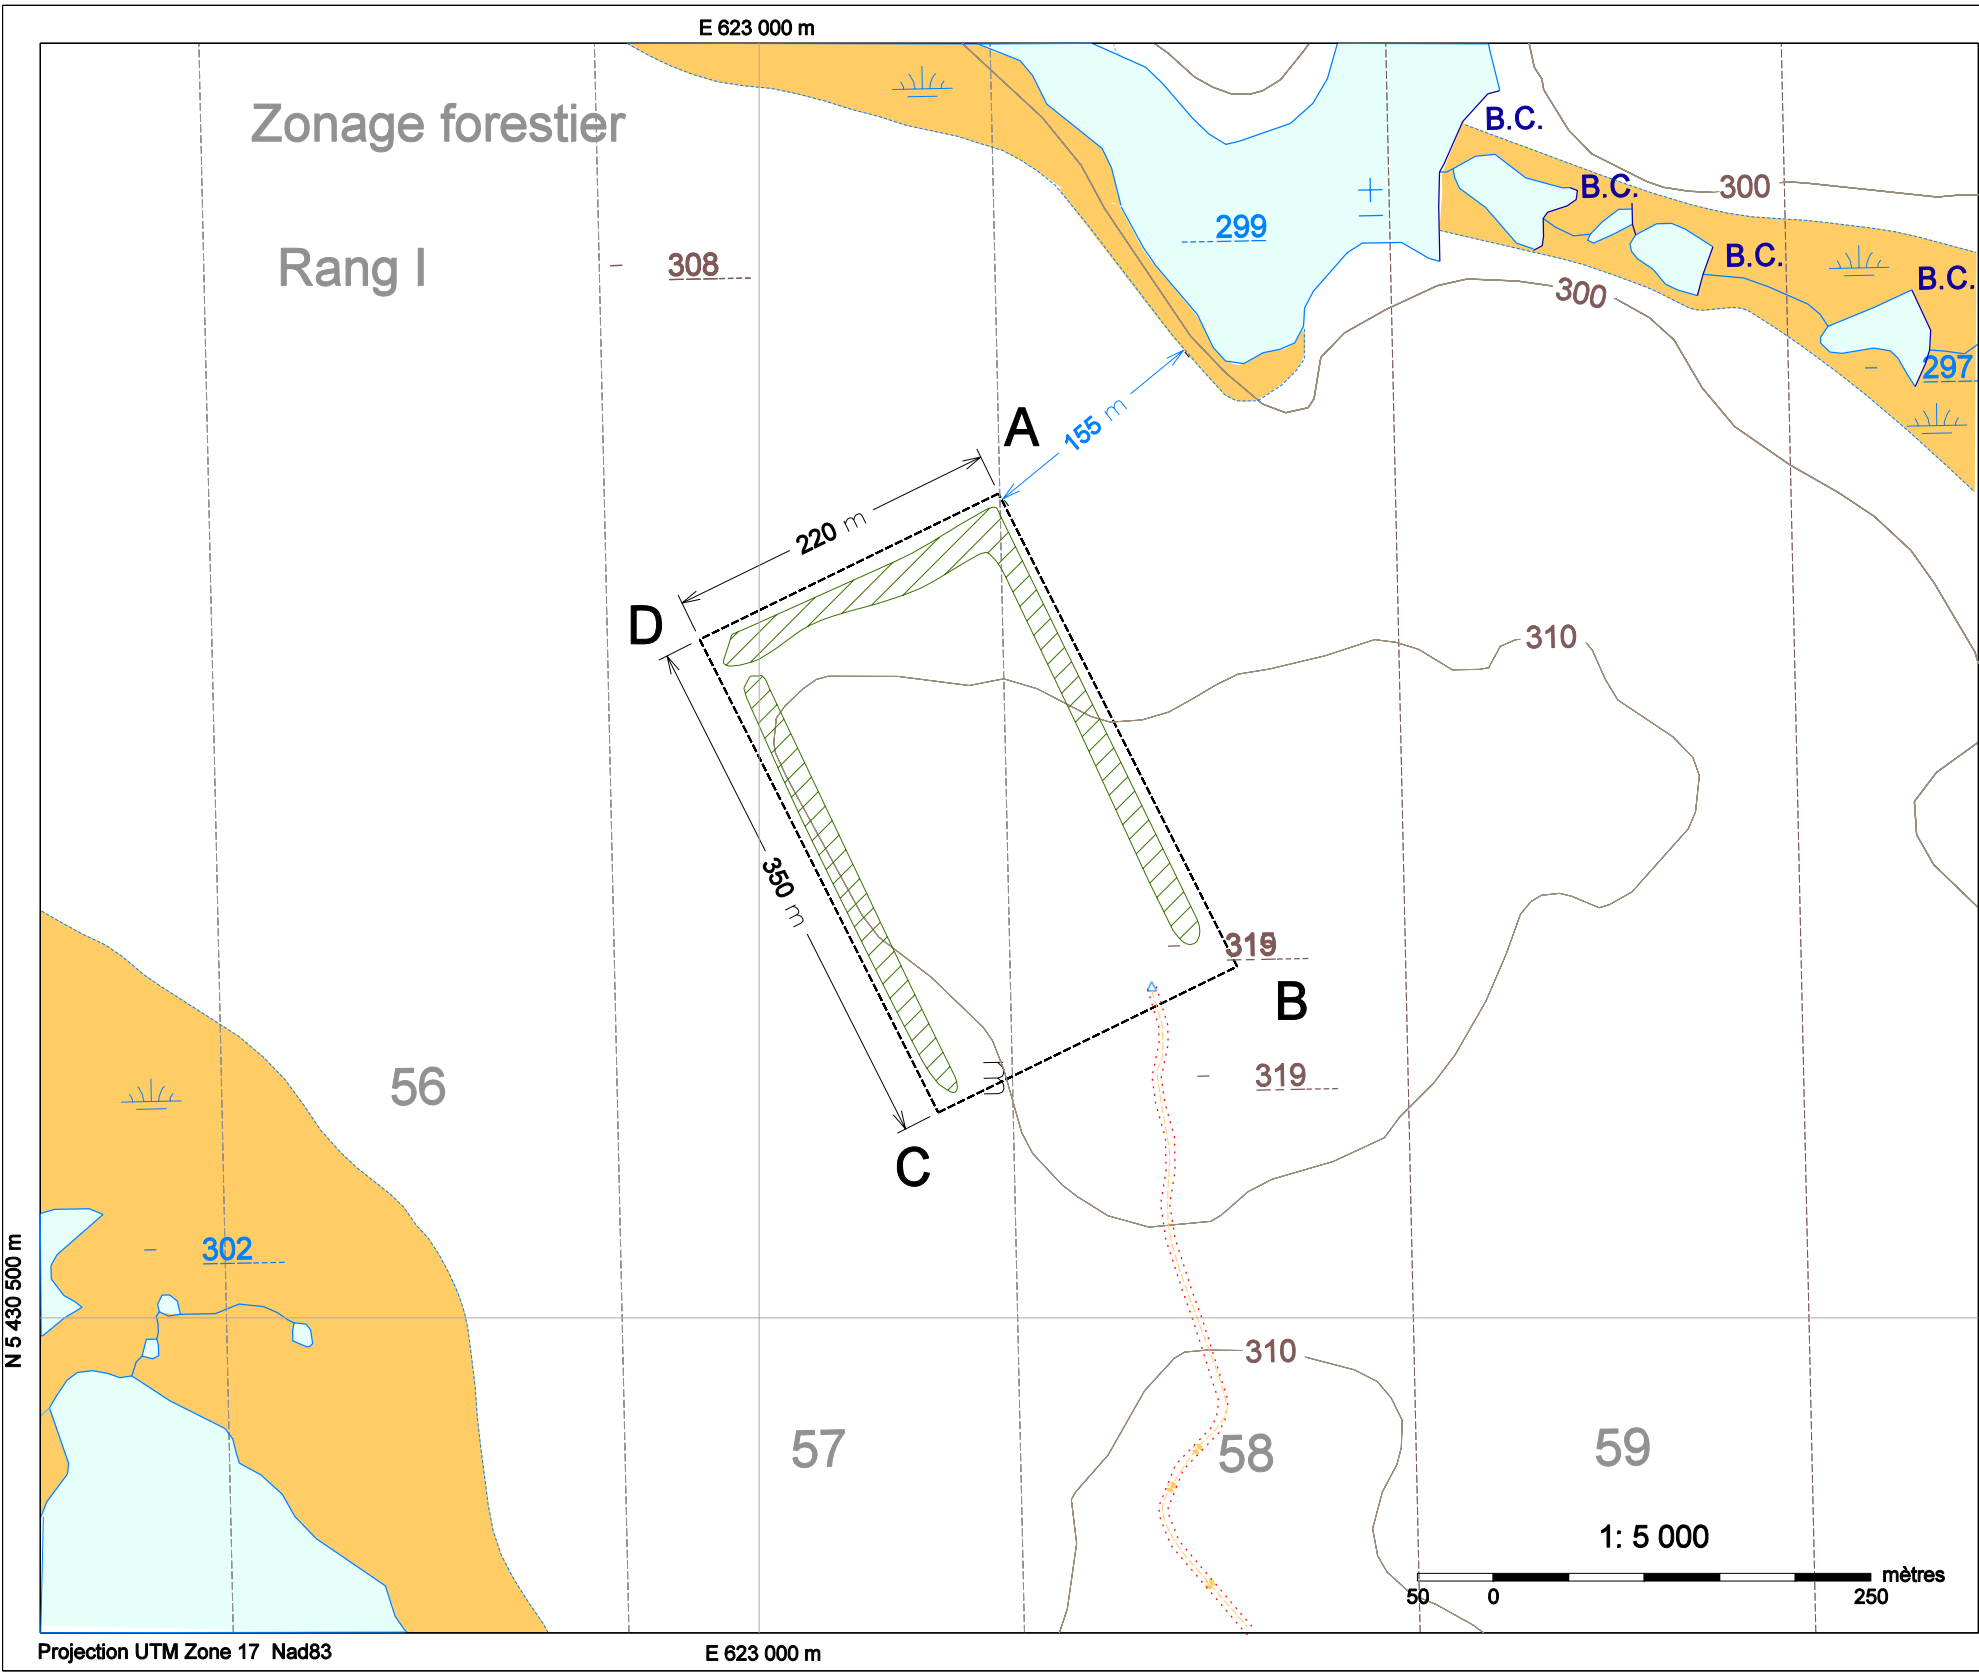 E 623 000 m
Zonage forestier
B.C.
B.C.
300
299
B.C.
Rang I
308
B.C.
300
297
A
155 m
220 m
D
310
350 m
315
B
m
319
56
C
302
N 5 430 500 m
310
57
58
59
1: 5 000
mètres
50 0 250
Projection UTM Zone 17 Nad83
E 623 000 m